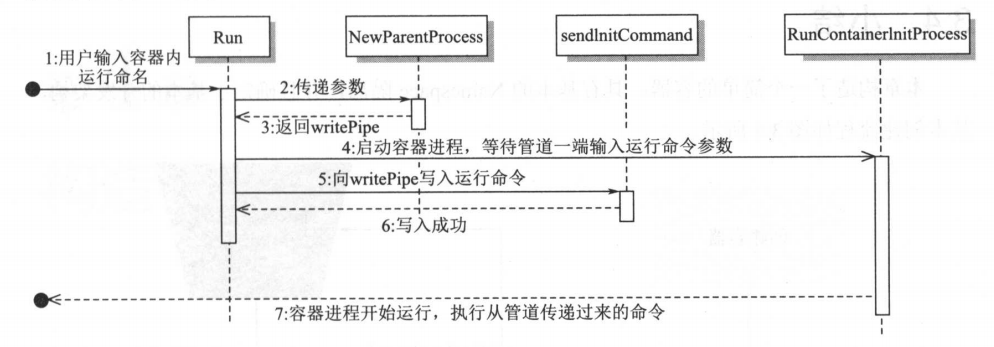 Run
NewParentProcess
sendInitCommand
RunContainerInitProcess
1:用户输入容器内
运行命名
2:传递参数
3:返回writePipe
4:启动容器进程，等待管道一端输入运行命令参数
5:向writePipe写入运行命令
6:写入成功
7:容器进程开始运行，执行从管道传递过来的命令